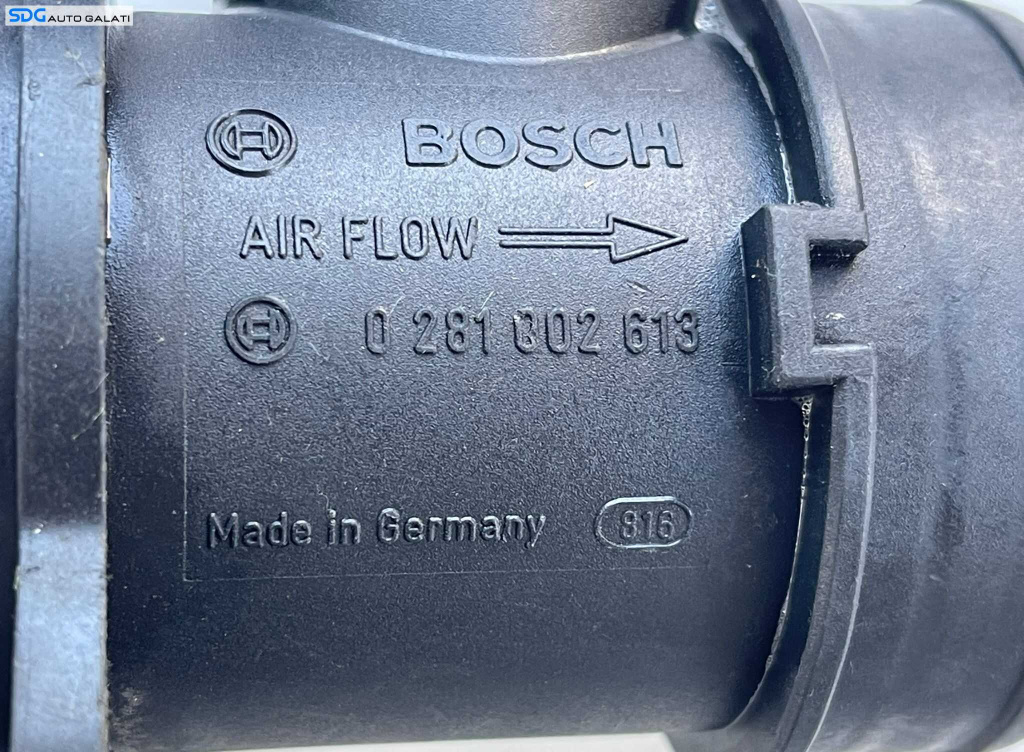 SDG AUTO GALATI
BOSCH
AIR FLOW
0 281 002 613
Made in Germany
816